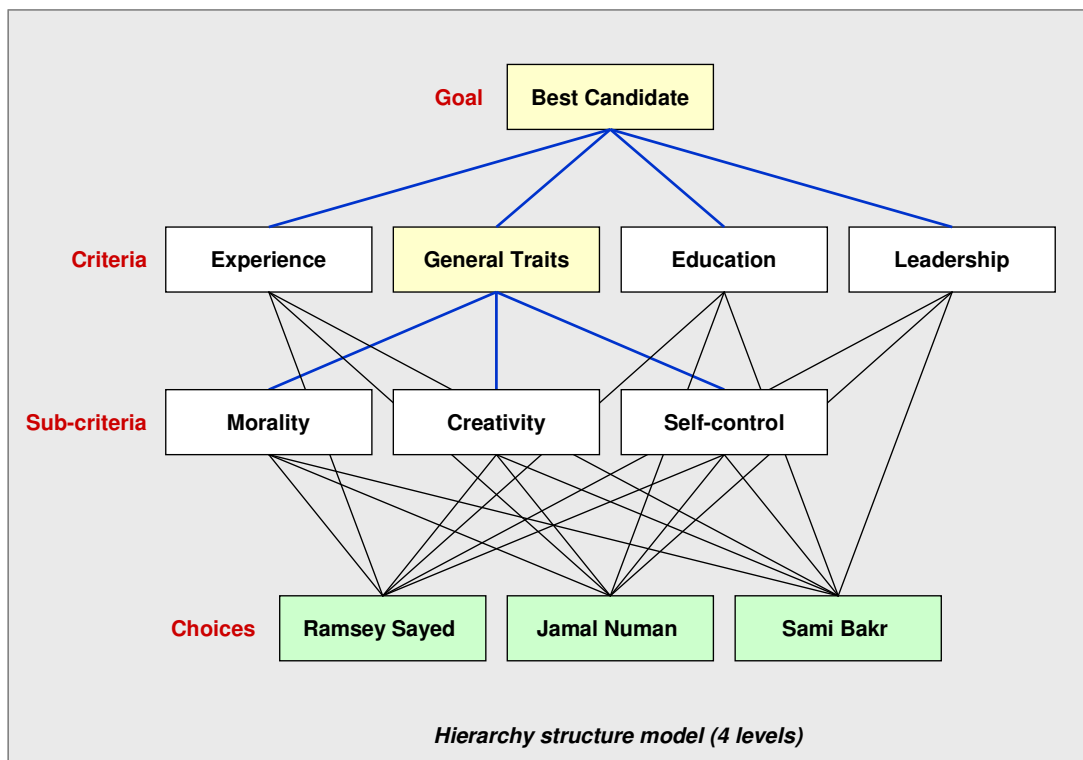 Goal
Best Candidate
Criteria
Experience
General Traits
Education
Leadership
Sub-criteria
Morality
Creativity
Self-control
Choices
Ramsey Sayed
Jamal Numan
Sami Bakr
Hierarchy structure model (4 levels)